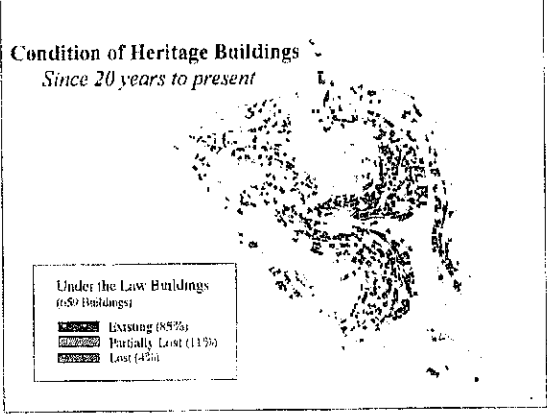 Condition of Heritage Buildings
Since 20 years to present
Under the Law Buildings
(650 Buildings)
Existing (85%)
Partially Lost (11%)
Lost (4%)